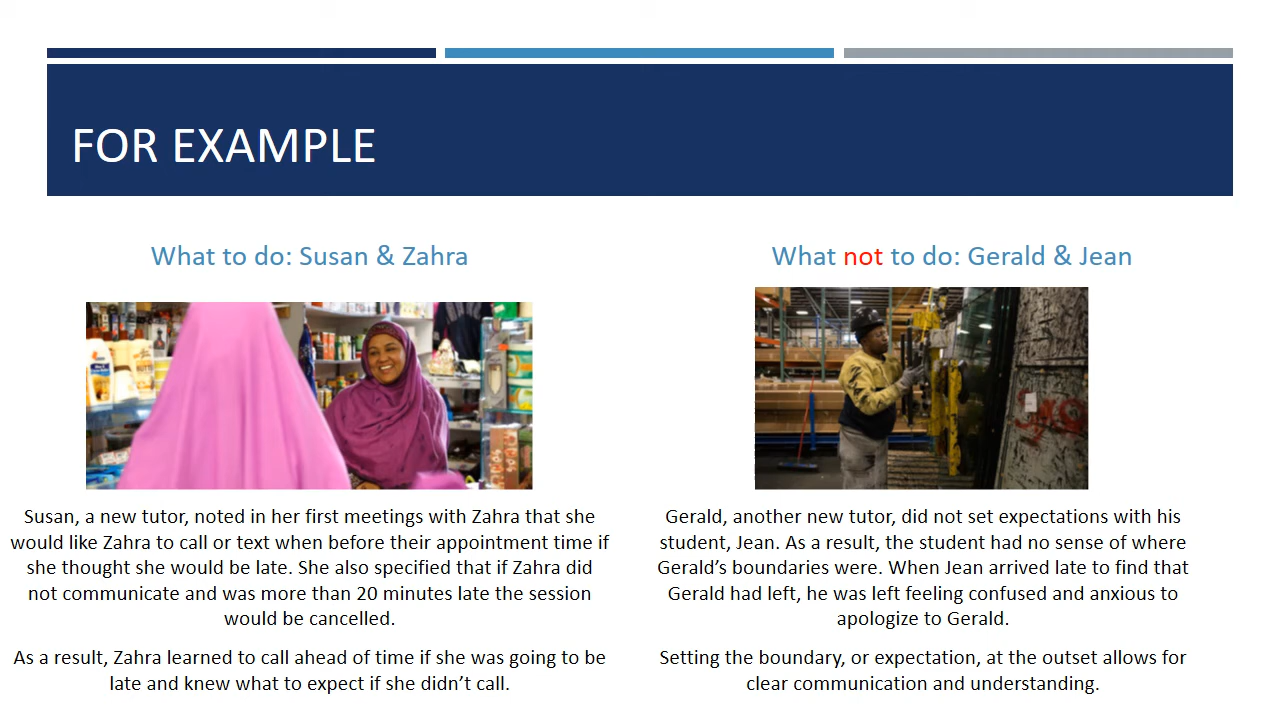 FOR EXAMPLE
What to do: Susan & Zahra
Susan, a new tutor, noted in her first meetings with Zahra that she
would like Zahra to call or text when before their appointment time if
she thought she would be late. She also specified that if Zahra did
not communicate and was more than 20 minutes late the session
would be cancelled.
As a result, Zahra learned to call ahead of time if she was going to be
late and knew what to expect if she didn't call.
What not to do: Gerald & Jean
Gerald, another new tutor, did not set expectations with his
student, Jean. As a result, the student had no sense of where
Gerald's boundaries were. When Jean arrived late to find that
Gerald had left, he was left feeling confused and anxious to
apologize to Gerald.
Setting the boundary, or expectation, at the outset allows for
clear communication and understanding.